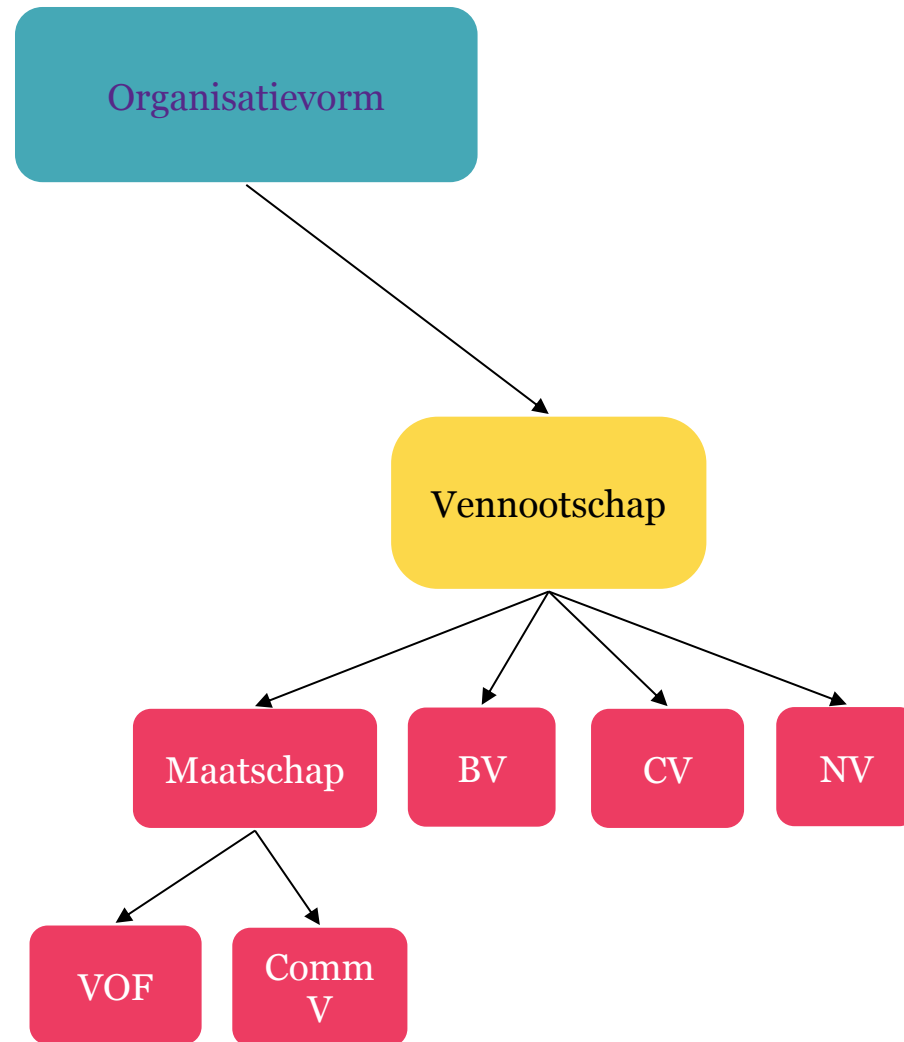 Organisatievorm
Vennootschap
Maatschap
BV
CV
NV
VOF
Comm
V